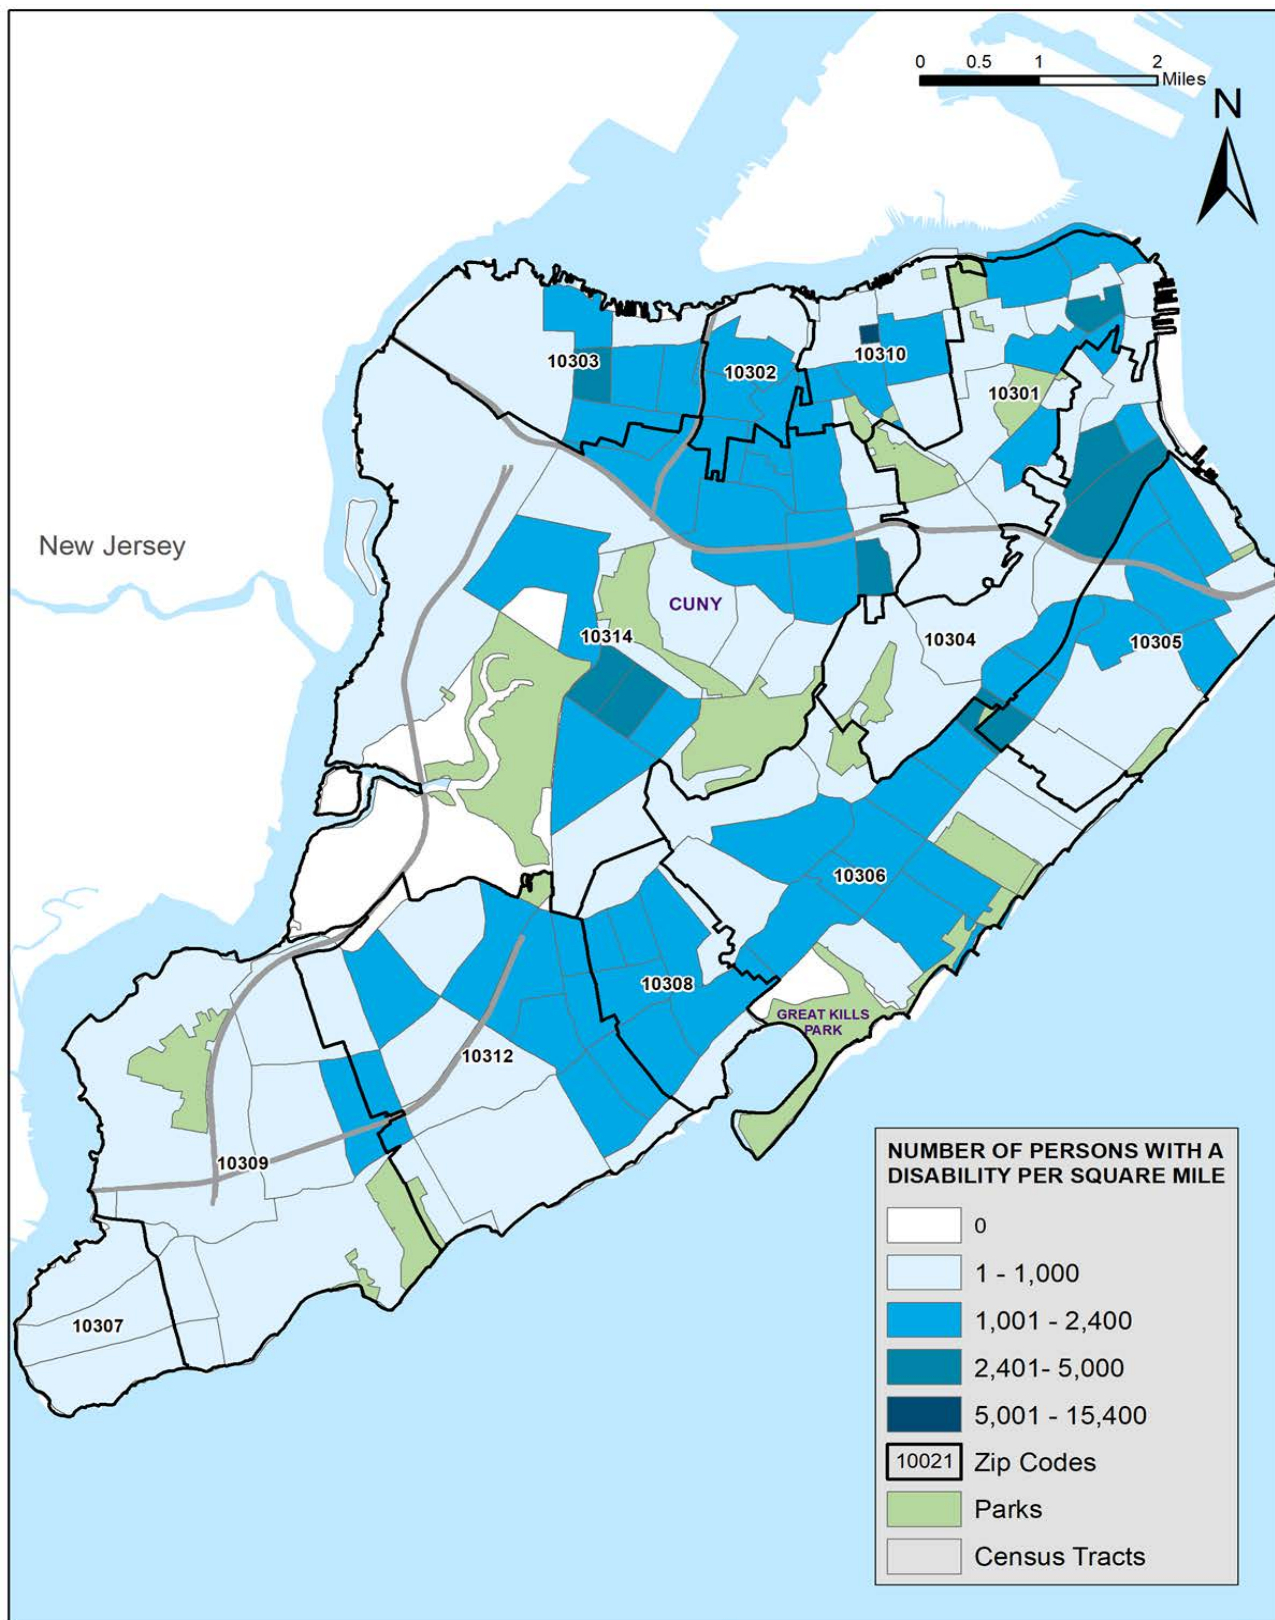 0 0.5 1 2
Miles
N
10303
10302
10310
10301
New Jersey
CUNY
10314
10304
10305
10306
10308
GREAT KILLS
PARK
10312
10309
10307
NUMBER OF PERSONS WITH A
DISABILITY PER SQUARE MILE
0
1 - 1,000
1,001 - 2,400
2,401- 5,000
5,001 - 15,400
10021 Zip Codes
Parks
Census Tracts